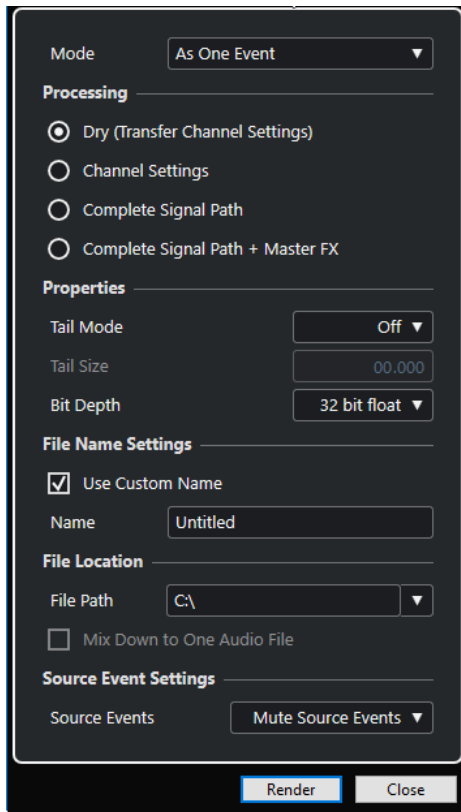 Mode As One Event
Processing
Dry (Transfer Channel Settings)
Channel Settings
Complete Signal Path
Complete Signal Path + Master FX
Properties
Tail Mode Off
Tail Size 00.000
Bit Depth 32 bit float
File Name Settings
Use Custom Name
Name Untitled
File Location
File Path C:\
Mix Down to One Audio File
Source Event Settings
Source Events Mute Source Events
Render Close